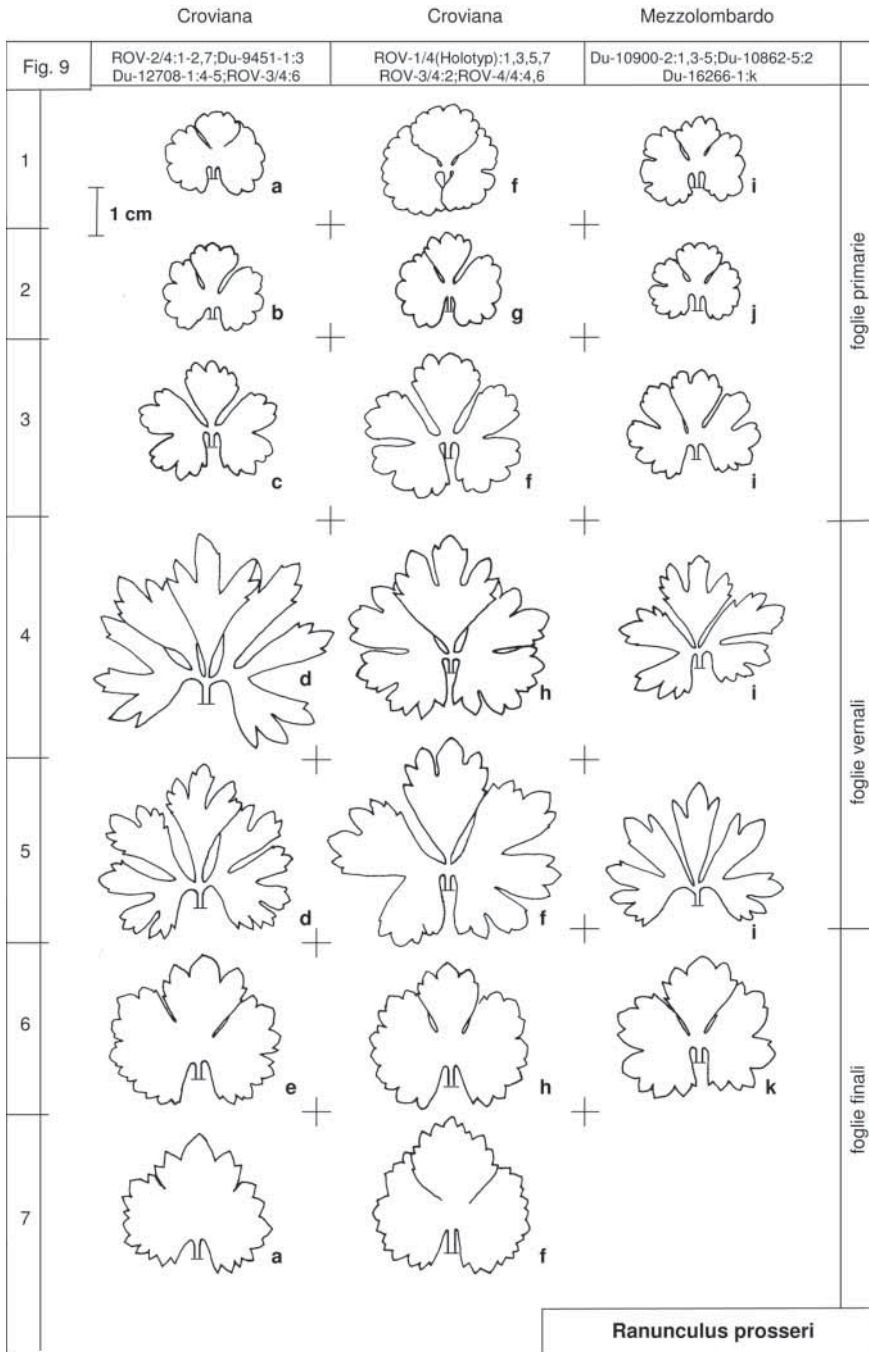 Croviana Croviana Mezzolombardo
Fig. 9
ROV-2/4:1-2,7;Du-9451-1:3
Du-12708-1:4-5;ROV-3/4:6
ROV-1/4(Holotyp):1,3,5,7
ROV-3/4:2;ROV-4/4:4,6
Du-10900-2:1,3-5;Du-10862-5:2
Du-16266-1:k
1
a f i
1 cm
2
b g j
3
c f i
foglie primarie
4
d h i
5
d f i
foglie vernali
6
e h k
7
a f
foglie finali
Ranunculus prosseri